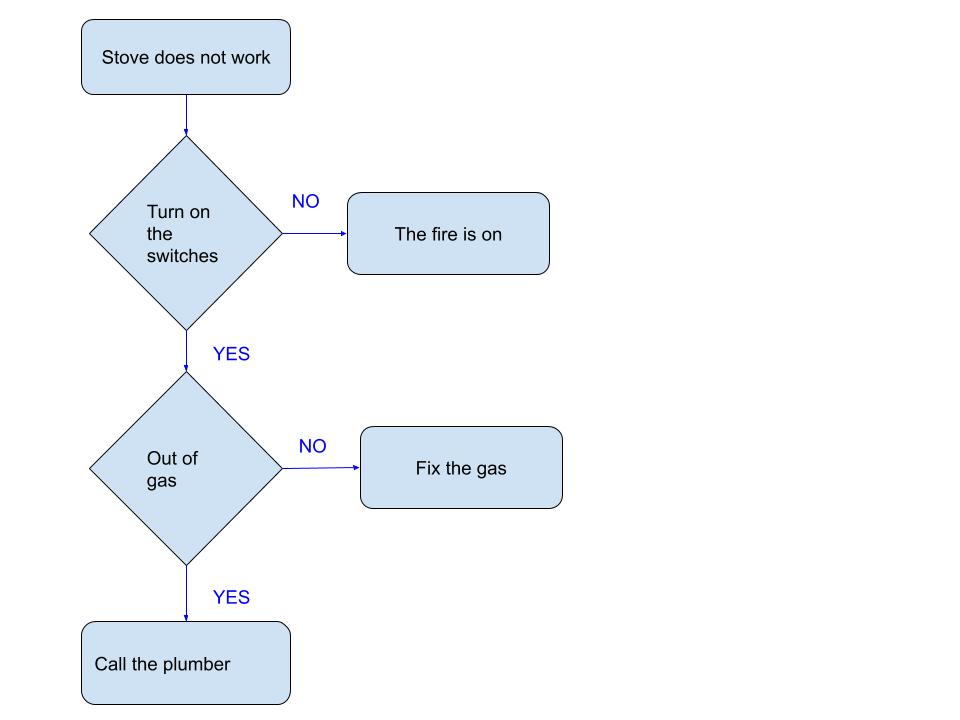 Stove does not work
Turn on
the
switches
NO
The fire is on
YES
Out of
gas
NO
Fix the gas
YES
Call the plumber